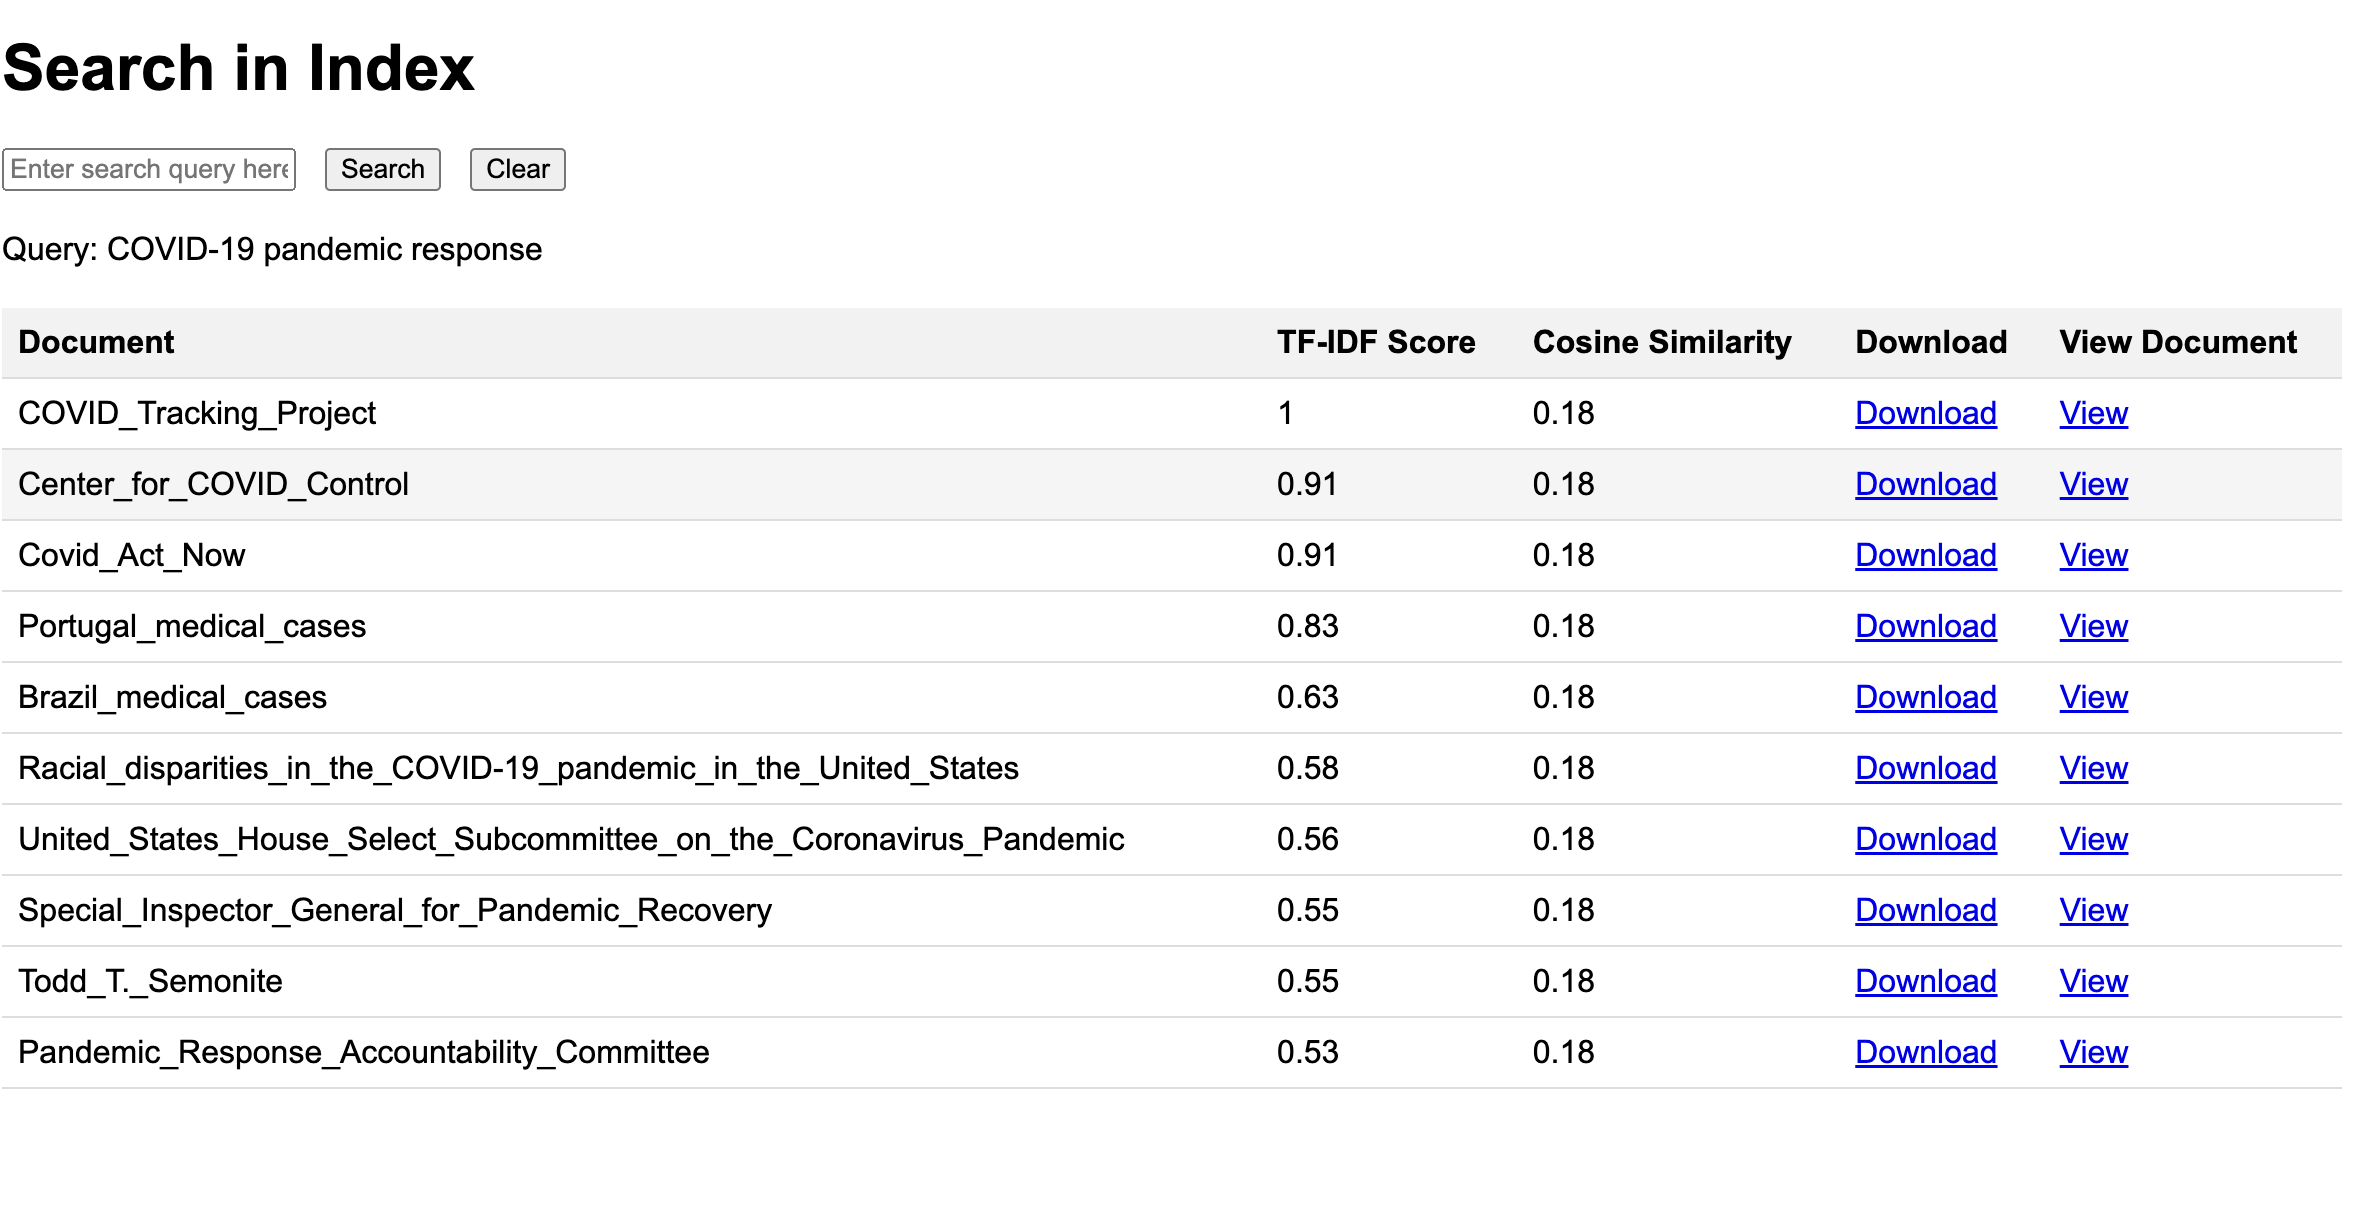 Search in Index
Enter search query here Search Clear
Query: COVID-19 pandemic response
Document TF-IDF Score Cosine Similarity Download View Document
COVID_Tracking_Project 1 0.18 Download View
Center_for_COVID_Control 0.91 0.18 Download View
Covid_Act_Now 0.91 0.18 Download View
Portugal_medical_cases 0.83 0.18 Download View
Brazil_medical_cases 0.63 0.18 Download View
Racial_disparities_in_the_COVID-19_pandemic_in_the_United_States 0.58 0.18 Download View
United_States_House_Select_Subcommittee_on_the_Coronavirus_Pandemic 0.56 0.18 Download View
Special_Inspector_General_for_Pandemic_Recovery 0.55 0.18 Download View
Todd_T._Semonite 0.55 0.18 Download View
Pandemic_Response_Accountability_Committee 0.53 0.18 Download View